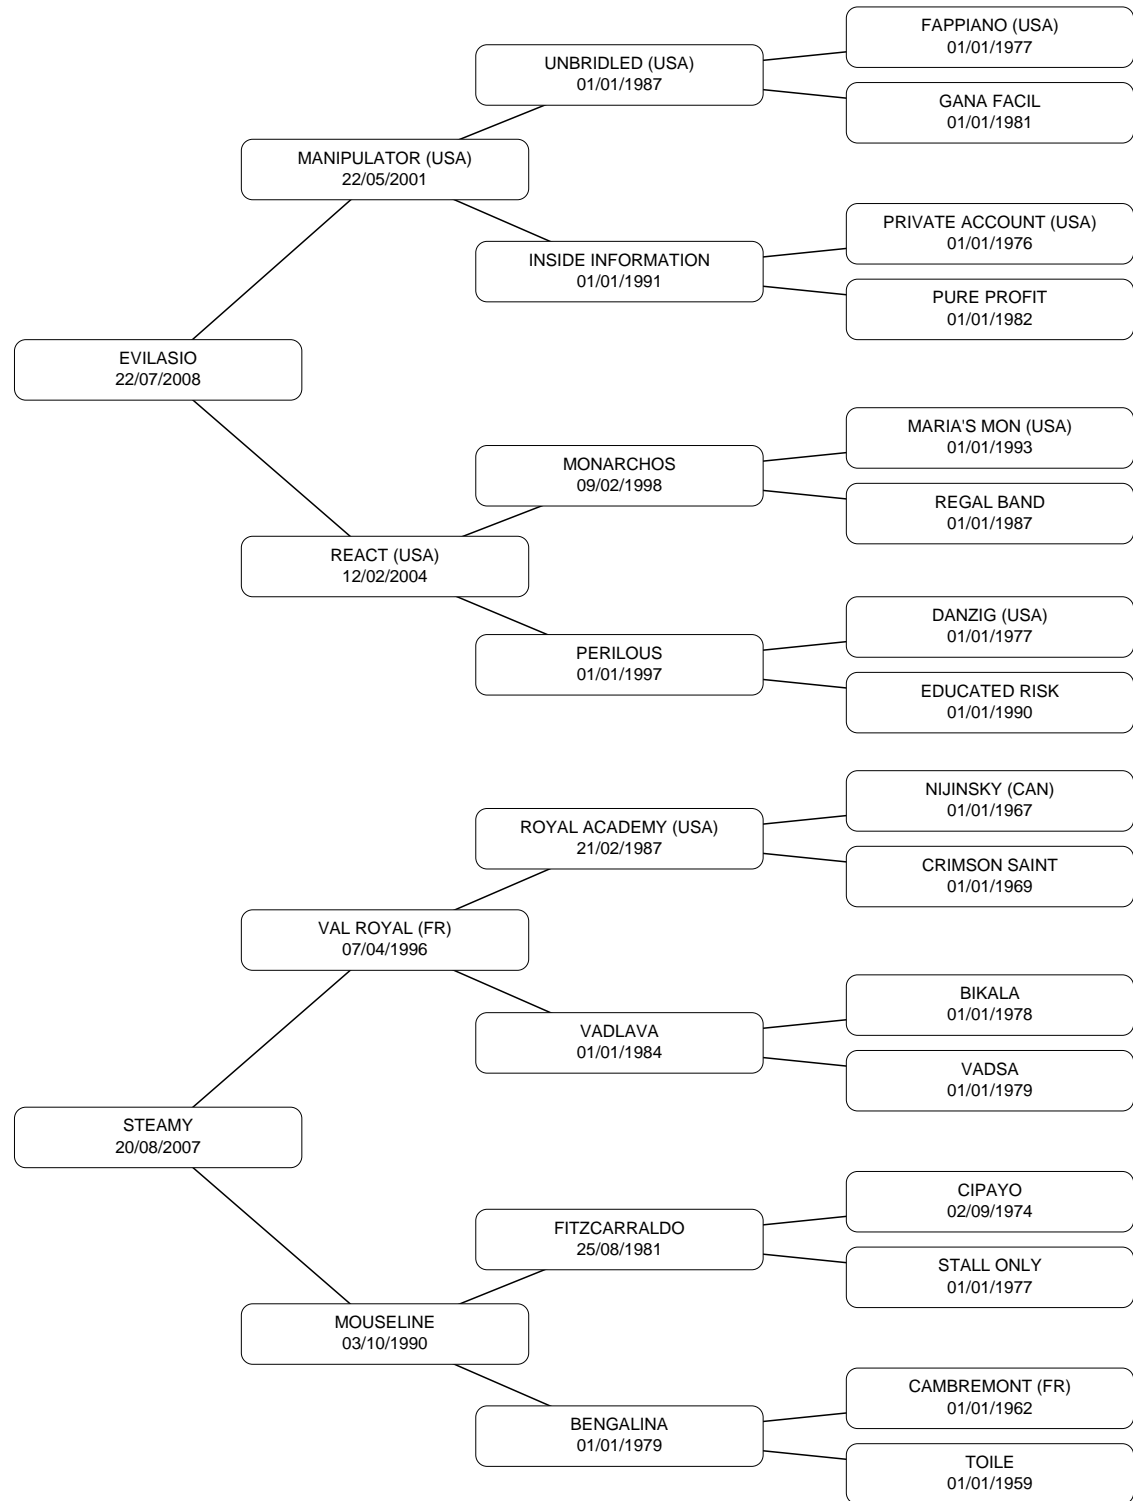 FAPPIANO (USA)
01/01/1977
UNBRIDLED (USA)
01/01/1987
GANA FACIL
01/01/1981
MANIPULATOR (USA)
22/05/2001
PRIVATE ACCOUNT (USA)
01/01/1976
INSIDE INFORMATION
01/01/1991
PURE PROFIT
01/01/1982
EVILASIO
22/07/2008
MARIA'S MON (USA)
01/01/1993
MONARCHOS
09/02/1998
REGAL BAND
01/01/1987
REACT (USA)
12/02/2004
DANZIG (USA)
01/01/1977
PERILOUS
01/01/1997
EDUCATED RISK
01/01/1990
NIJINSKY (CAN)
01/01/1967
ROYAL ACADEMY (USA)
21/02/1987
CRIMSON SAINT
01/01/1969
VAL ROYAL (FR)
07/04/1996
BIKALA
01/01/1978
VADLAVA
01/01/1984
VADSA
01/01/1979
STEAMY
20/08/2007
CIPAYO
02/09/1974
FITZCARRALDO
25/08/1981
STALL ONLY
01/01/1977
MOUSELINE
03/10/1990
CAMBREMONT (FR)
01/01/1962
BENGALINA
01/01/1979
TOILE
01/01/1959